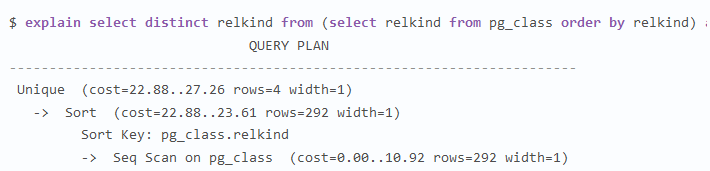 $ explain select distinct relkind from (select relkind from pg_class order by relkind)
QUERY PLAN
-----------------------------------------------------------------------
Unique  (cost=22.88..27.26 rows=4 width=1)
  ->  Sort  (cost=22.88..23.61 rows=292 width=1)
        Sort Key: pg_class.relkind
        ->  Seq Scan on pg_class  (cost=0.00..10.92 rows=292 width=1)